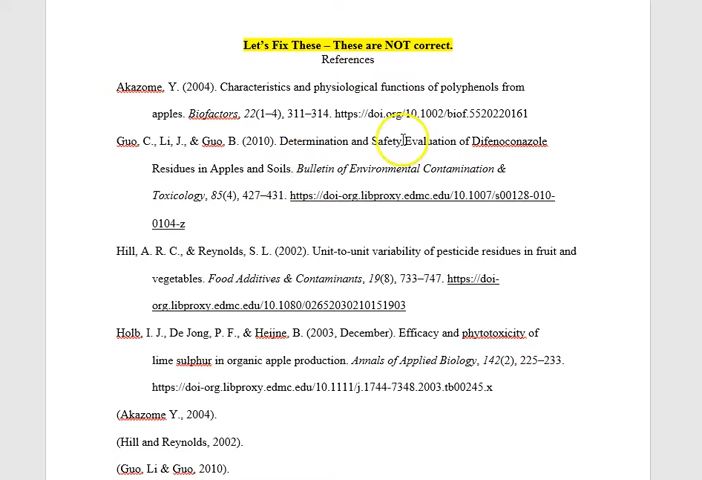 Let's Fix These – These are NOT correct.
References
Akazome, Y. (2004). Characteristics and physiological functions of polyphenols from
apples. Biofactors, 22(1–4), 311–314. https://doi.org/10.1002/biof.5520220161
Guo, C., Li, J., & Guo, B. (2010). Determination and Safety Evaluation of Difenoconazole
Residues in Apples and Soils. Bulletin of Environmental Contamination &
Toxicology, 85(4), 427–431. https://doi-org.libproxy.edmc.edu/10.1007/s00128-010-
0104-z
Hill, A. R. C., & Reynolds, S. L. (2002). Unit-to-unit variability of pesticide residues in fruit and
vegetables. Food Additives & Contaminants, 19(8), 733–747. https://doi-
org.libproxy.edmc.edu/10.1080/02652030210151903
Holb, I. J., De Jong, P. F., & Heijne, B. (2003, December). Efficacy and phytotoxicity of
lime sulphur in organic apple production. Annals of Applied Biology, 142(2), 225–233.
https://doi-org.libproxy.edmc.edu/10.1111/j.1744-7348.2003.tb00245.x
(Akazome Y., 2004).
(Hill and Reynolds, 2002).
(Guo, Li & Guo, 2010).